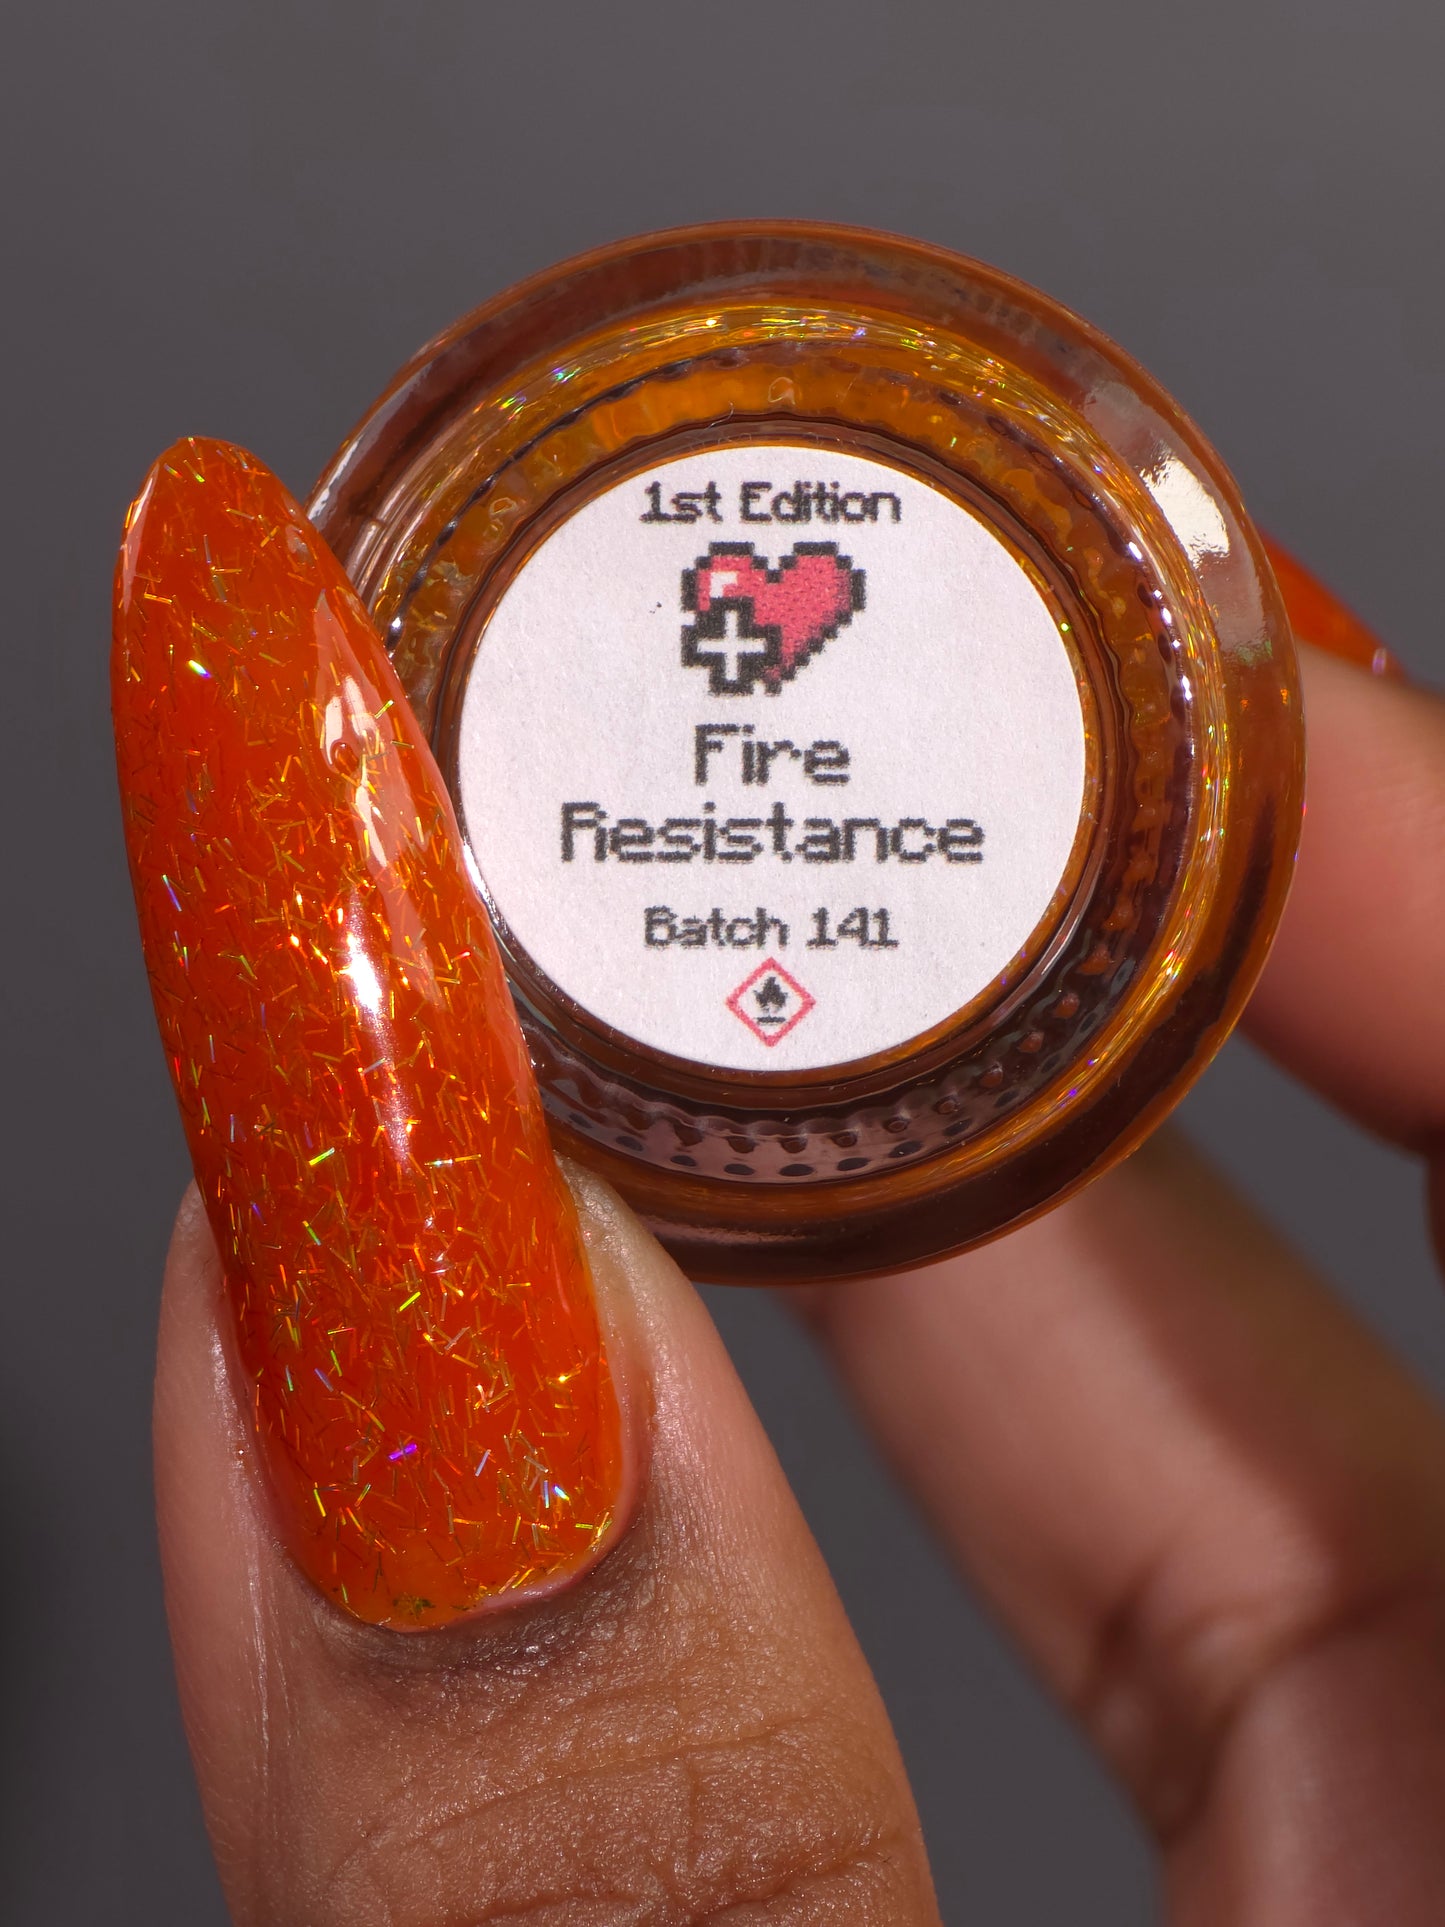 1st Edition
Fire
Resistance
Batch 141